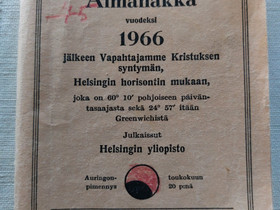 Almanakka
vuodeksi
1966
jälkeen Vapahtajamme Kristuksen
syntymän,
Helsingin horisontin mukaan,
joka on 60° 10′ pohjoiseen päivän-
tasaajasta sekä 24° 57′ itään
Greenwichistä
Julkaissut
Helsingin yliopisto
Auringon- toukokuun
pimennys 20 pnä